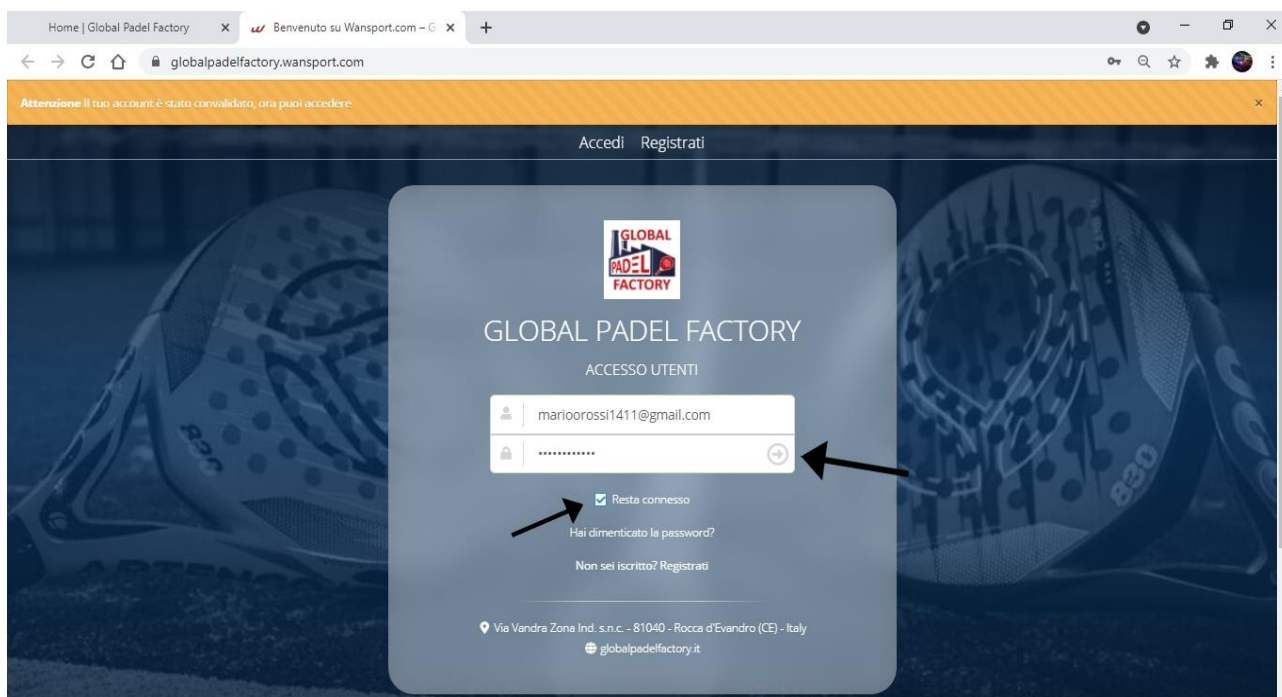 Home | Global Padel Factory
Benvenuto su Wansport.com – G
globalpadelfactory.wansport.com
Attenzione Il tuo account è stato convalidato, ora puoi accedere
Accedi Registrati
GLOBAL
PADEL
FACTORY
GLOBAL PADEL FACTORY
ACCESSO UTENTI
marioorossi1411@gmail.com
Resta connesso
Hai dimenticato la password?
Non sei iscritto? Registrati
Via Vandra Zona Ind. s.n.c. - 81040 - Rocca d'Evandro (CE) - Italy
globalpadelfactory.it